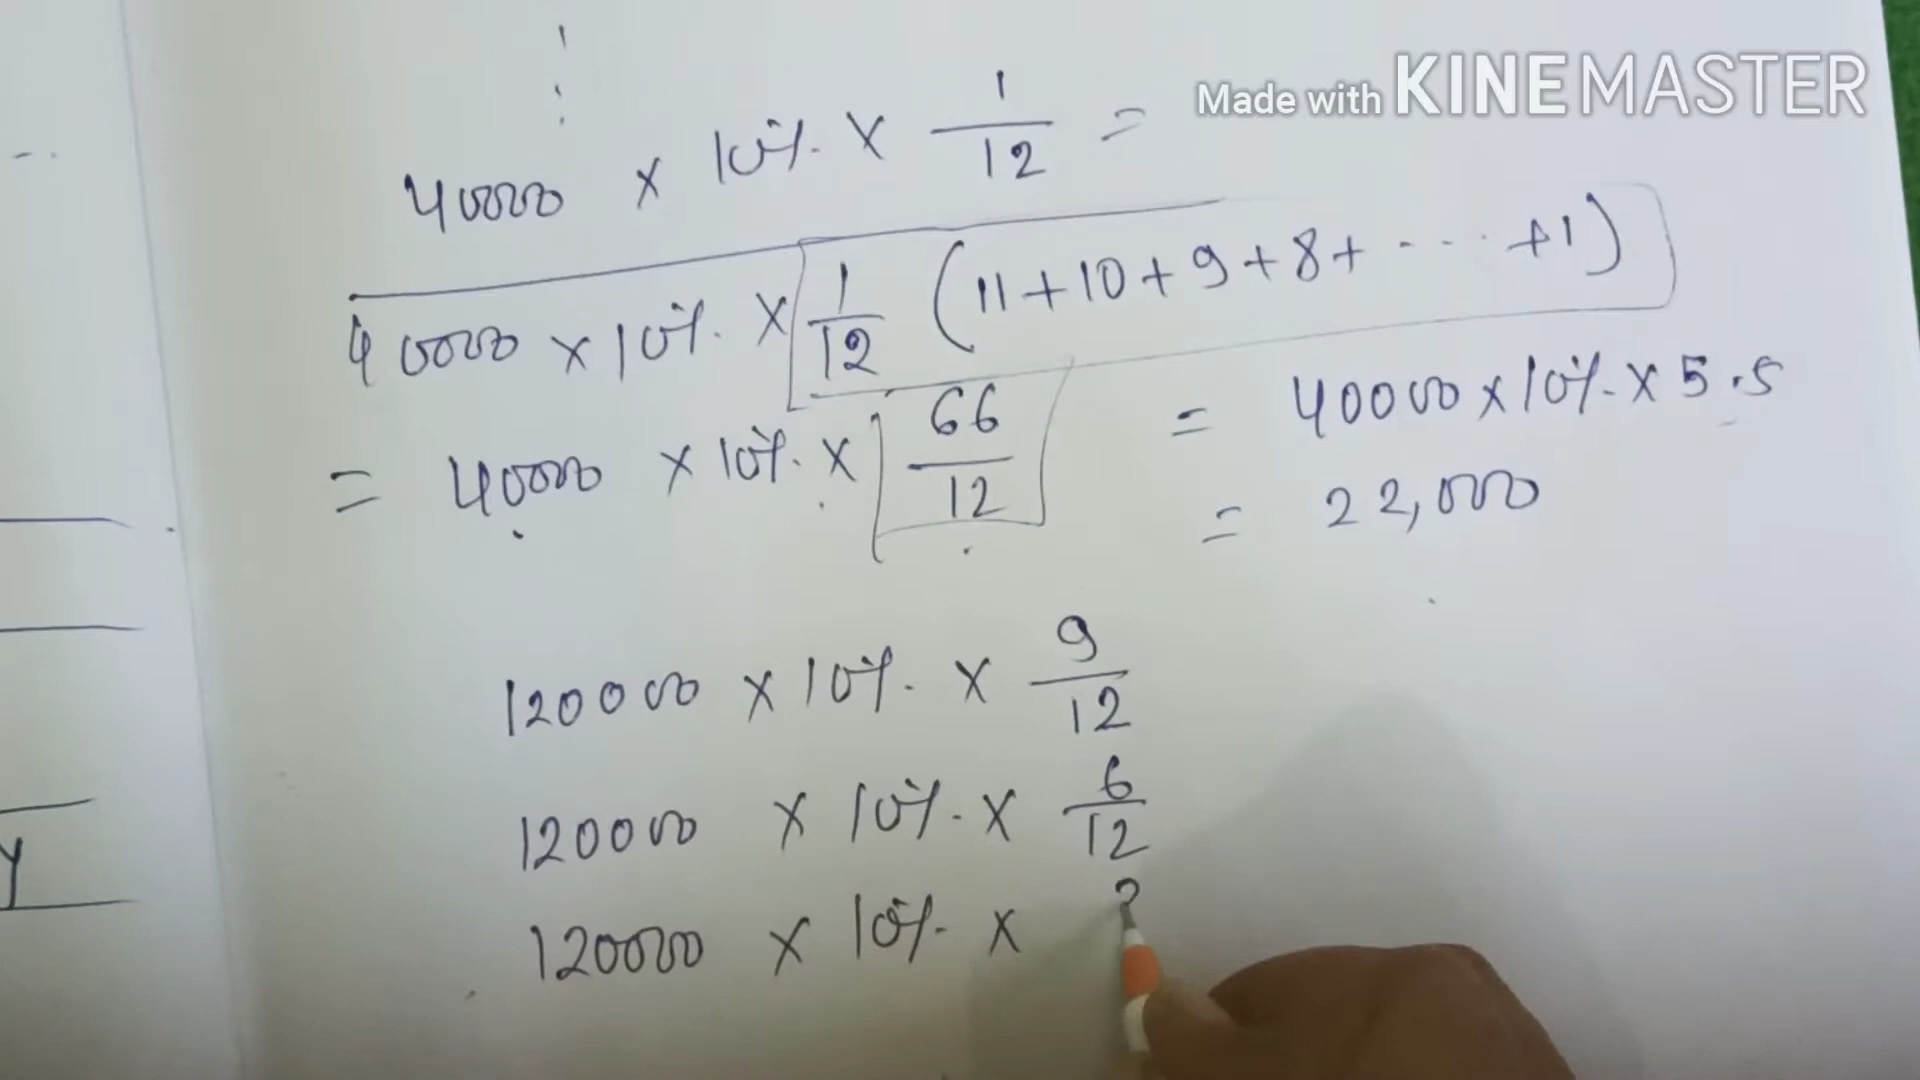 Made with KINEMASTER
40000 × 10% × 1/12 =
40000 × 10% × 1/12 (11+10+9+8+ ---- +1)
= 40000 × 10% × 66/12 = 40000 × 10% × 5.5
= 22,000
120000 × 10% × 9/12
120000 × 10% × 6/12
120000 × 10% ×
Y